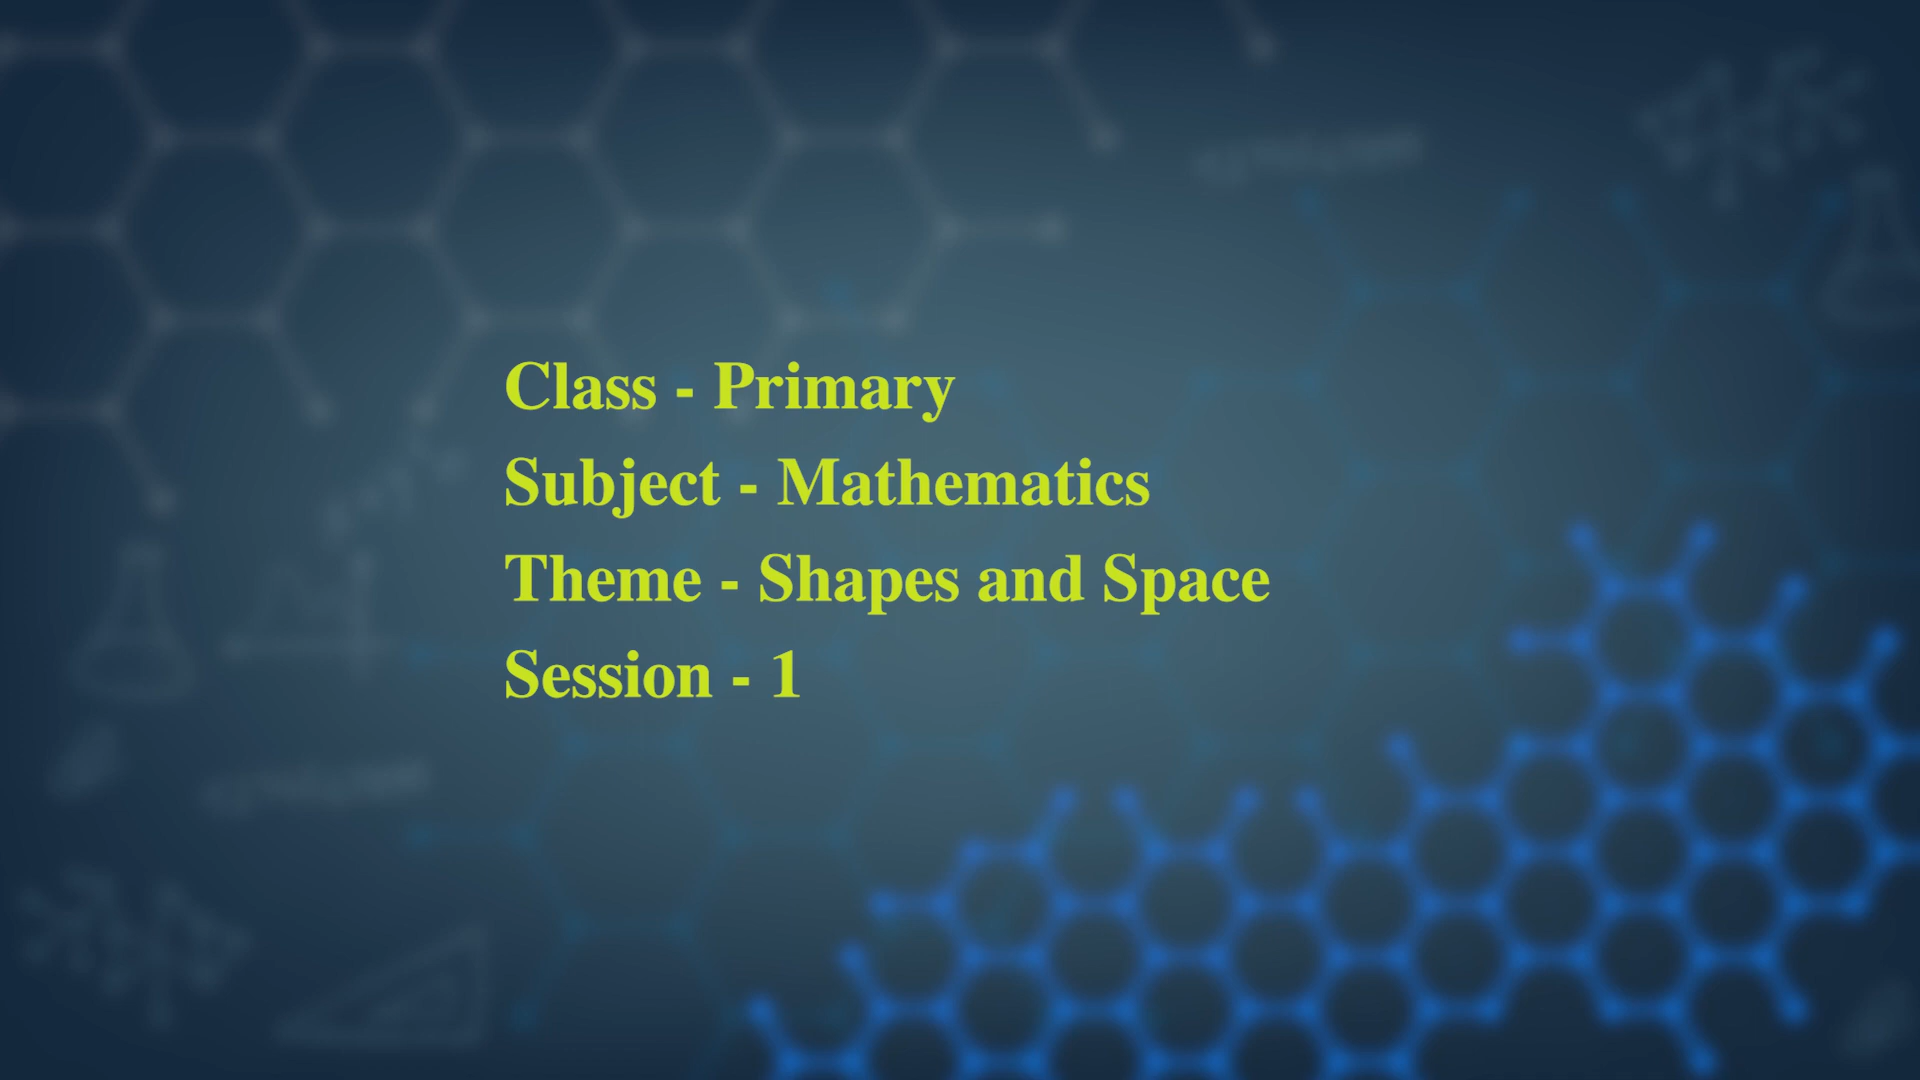 Class - Primary
Subject - Mathematics
Theme - Shapes and Space
Session - 1